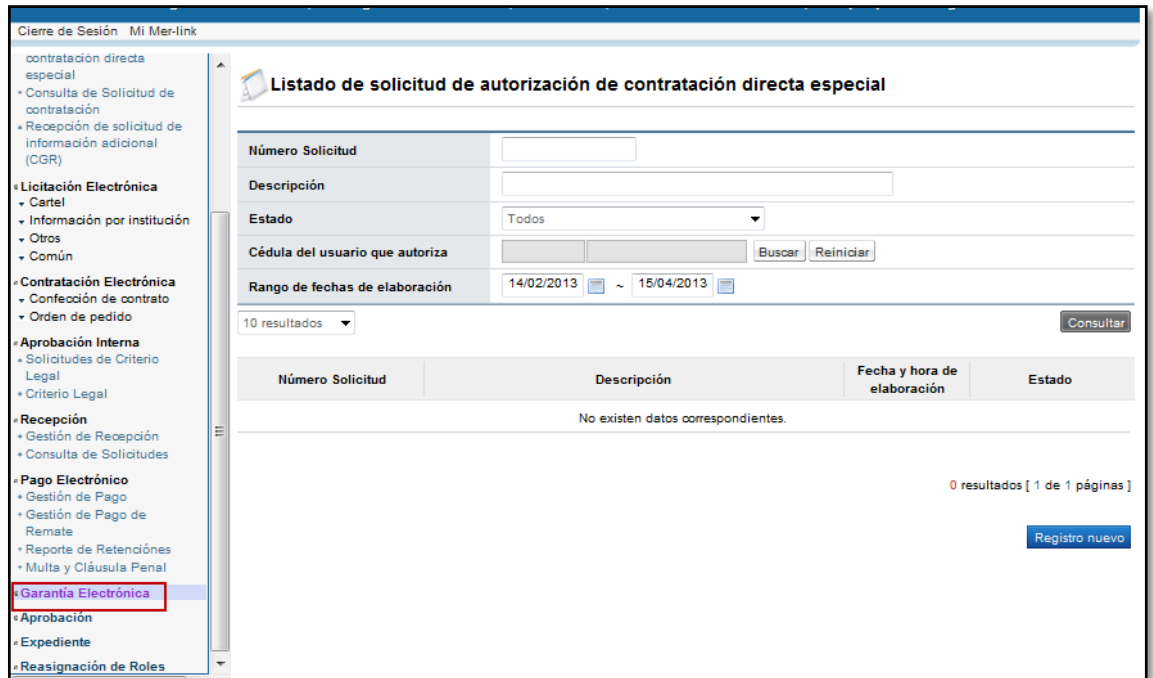 Cierre de Sesión Mi Mer-link
contratación directa
especial
Consulta de Solicitud de
contratación
Recepción de solicitud de
información adicional
(CGR)
Licitación Electrónica
Cartel
Información por institución
Otros
Común
Contratación Electrónica
Confección de contrato
Orden de pedido
Aprobación Interna
Solicitudes de Criterio
Legal
Criterio Legal
Recepción
Gestión de Recepción
Consulta de Solicitudes
Pago Electrónico
Gestión de Pago
Gestión de Pago de
Remate
Reporte de Retenciónes
Multa y Cláusula Penal
Garantía Electrónica
Aprobación
Expediente
Reasignación de Roles
Listado de solicitud de autorización de contratación directa especial
Número Solicitud
Descripción
Estado Todos
Cédula del usuario que autoriza Buscar Reiniciar
Rango de fechas de elaboración 14/02/2013 ~ 15/04/2013
10 resultados Consultar
Número Solicitud Descripción Fecha y hora de elaboración Estado
No existen datos correspondientes.
0 resultados [ 1 de 1 páginas ]
Registro nuevo